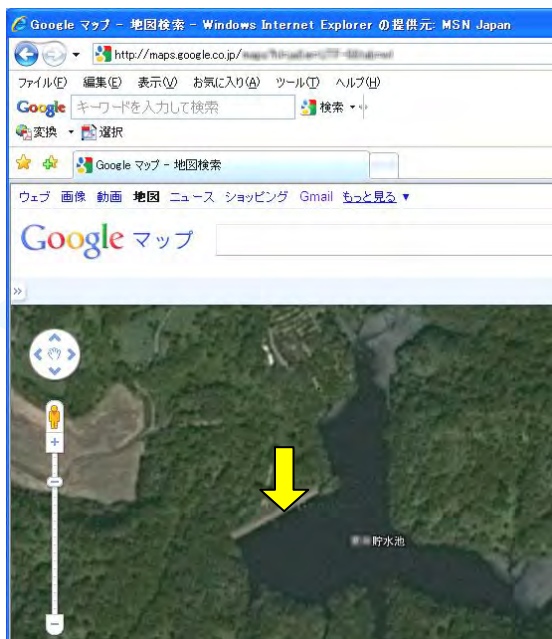 Google マップ - 地図検索 - Windows Internet Explorer の提供元: MSN Japan
http://maps.google.co.jp/
ファイル(F) 編集(E) 表示(V) お気に入り(A) ツール(T) ヘルプ(H)
Google キーワードを入力して検索 検索
変換 選択
Google マップ - 地図検索
ウェブ 画像 動画 地図 ニュース ショッピング Gmail もっと見る ▼
Google マップ
»
貯水池